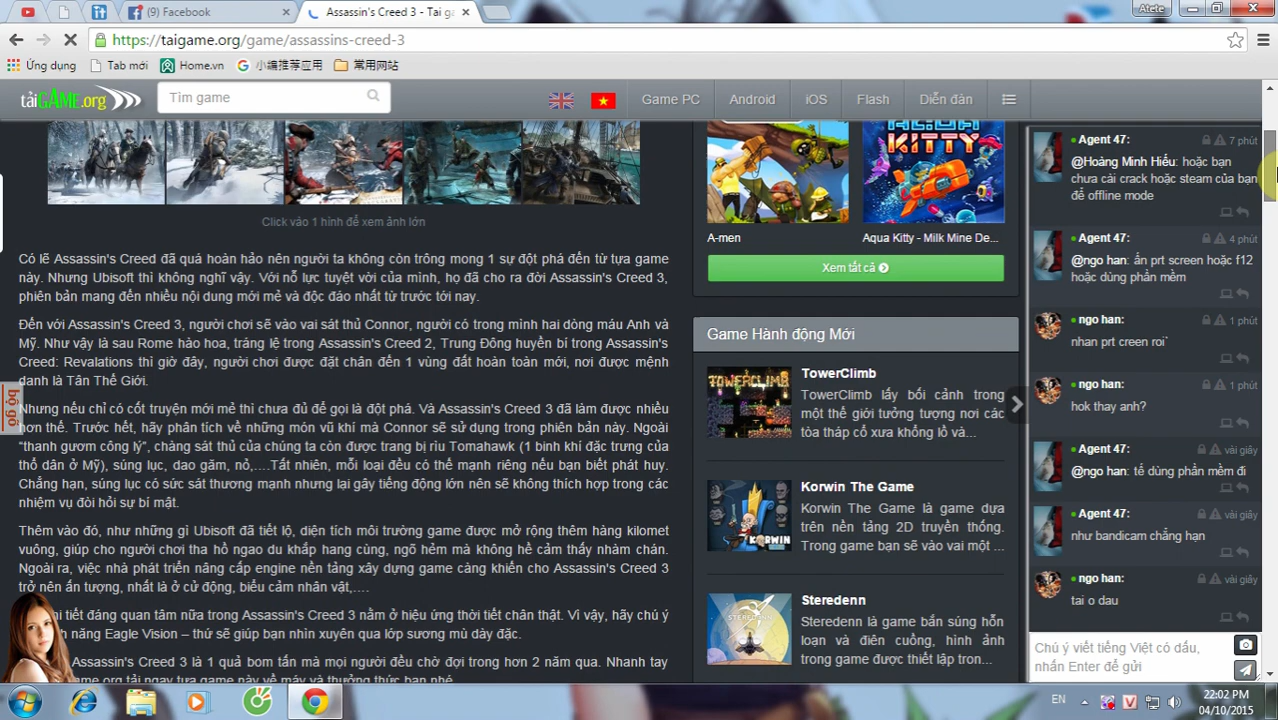 (9) Facebook
Assassin's Creed 3 - Tai ga
Atete
https://taigame.org/game/assassins-creed-3
Ứng dụng
Tab mới
Home.vn
小编推荐应用
常用网站
tảiGAME.org
Tìm game
Game PC
Android
iOS
Flash
Diễn đàn
Click vào 1 hình để xem ảnh lớn
Có lẽ Assassin's Creed đã quá hoàn hảo nên người ta không còn trông mong 1 sự đột phá đến từ tựa game
này. Nhưng Ubisoft thì không nghĩ vậy. Với nỗ lực tuyệt vời của mình, họ đã cho ra đời Assassin's Creed 3,
phiên bản mang đến nhiều nội dung mới mẻ và độc đáo nhất từ trước tới nay.
Đến với Assassin's Creed 3, người chơi sẽ vào vai sát thủ Connor, người có trong mình hai dòng máu Anh và
Mỹ. Như vậy là sau Rome hào hoa, tráng lệ trong Assassin's Creed 2, Trung Đông huyền bí trong Assassin's
Creed: Revalations thì giờ đây, người chơi được đặt chân đến 1 vùng đất hoàn toàn mới, nơi được mệnh
danh là Tân Thế Giới.
Nhưng nếu chỉ có cốt truyện mới mẻ thì chưa đủ để gọi là đột phá. Và Assassin's Creed 3 đã làm được nhiều
hơn thế. Trước hết, hãy phân tích về những món vũ khí mà Connor sẽ sử dụng trong phiên bản này. Ngoài
“thanh gươm công lý”, chàng sát thủ của chúng ta còn được trang bị rìu Tomahawk (1 binh khí đặc trưng của
thổ dân ở Mỹ), súng lục, dao găm, nỏ,....Tất nhiên, mỗi loại đều có thế mạnh riêng nếu bạn biết phát huy.
Chẳng hạn, súng lục có sức sát thương mạnh nhưng lại gây tiếng động lớn nên sẽ không thích hợp trong các
nhiệm vụ đòi hỏi sự bí mật.
Thêm vào đó, như những gì Ubisoft đã tiết lộ, diện tích môi trường game được mở rộng thêm hàng kilomet
vuông, giúp cho người chơi tha hồ ngao du khắp hang cùng, ngõ hẻm mà không hề cảm thấy nhàm chán.
Ngoài ra, việc nhà phát triển nâng cấp engine nền tảng xây dựng game càng khiến cho Assassin's Creed 3
trở nên ấn tượng, nhất là ở cử động, biểu cảm nhân vật,....
i tiết đáng quan tâm nữa trong Assassin's Creed 3 nằm ở hiệu ứng thời tiết chân thật. Vì vậy, hãy chú ý
năng Eagle Vision – thứ sẽ giúp bạn nhìn xuyên qua lớp sương mù dày đặc.
Assassin's Creed 3 là 1 quả bom tấn mà mọi người đều chờ đợi trong hơn 2 năm qua. Nhanh tay
ame.org tải ngay tựa game này về máy và thưởng thức bạn nhé.
bộ gõ
AQUA
KITTY
A-men
Aqua Kitty - Milk Mine De...
Xem tất cả
Game Hành động Mới
TOWERCLIMB
TowerClimb
TowerClimb lấy bối cảnh trong
một thế giới tưởng tượng nơi các
tòa tháp cổ xưa khổng lồ và...
KORWIN
Korwin The Game
Korwin The Game là game dựa
trên nền tảng 2D truyền thống.
Trong game bạn sẽ vào vai một ...
STEREDENN
Steredenn
Steredenn là game bắn súng hỗn
loạn và điên cuồng, hình ảnh
trong game được thiết lập tron...
Agent 47:
7 phút
@Hoàng Minh Hiếu: hoặc bạn
chưa cài crack hoặc steam của bạn
để offline mode
Agent 47:
4 phút
@ngo han: ấn prt screen hoặc f12
hoặc dùng phần mềm
ngo han:
1 phút
nhan prt creen roi`
ngo han:
1 phút
hok thay anh?
Agent 47:
vài giây
@ngo han: tế dùng phần mềm đi
Agent 47:
vài giây
như bandicam chẳng hạn
ngo han:
vài giây
tai o dau
Chú ý viết tiếng Việt có dấu,
nhấn Enter để gửi
EN
22:02 PM
04/10/2015